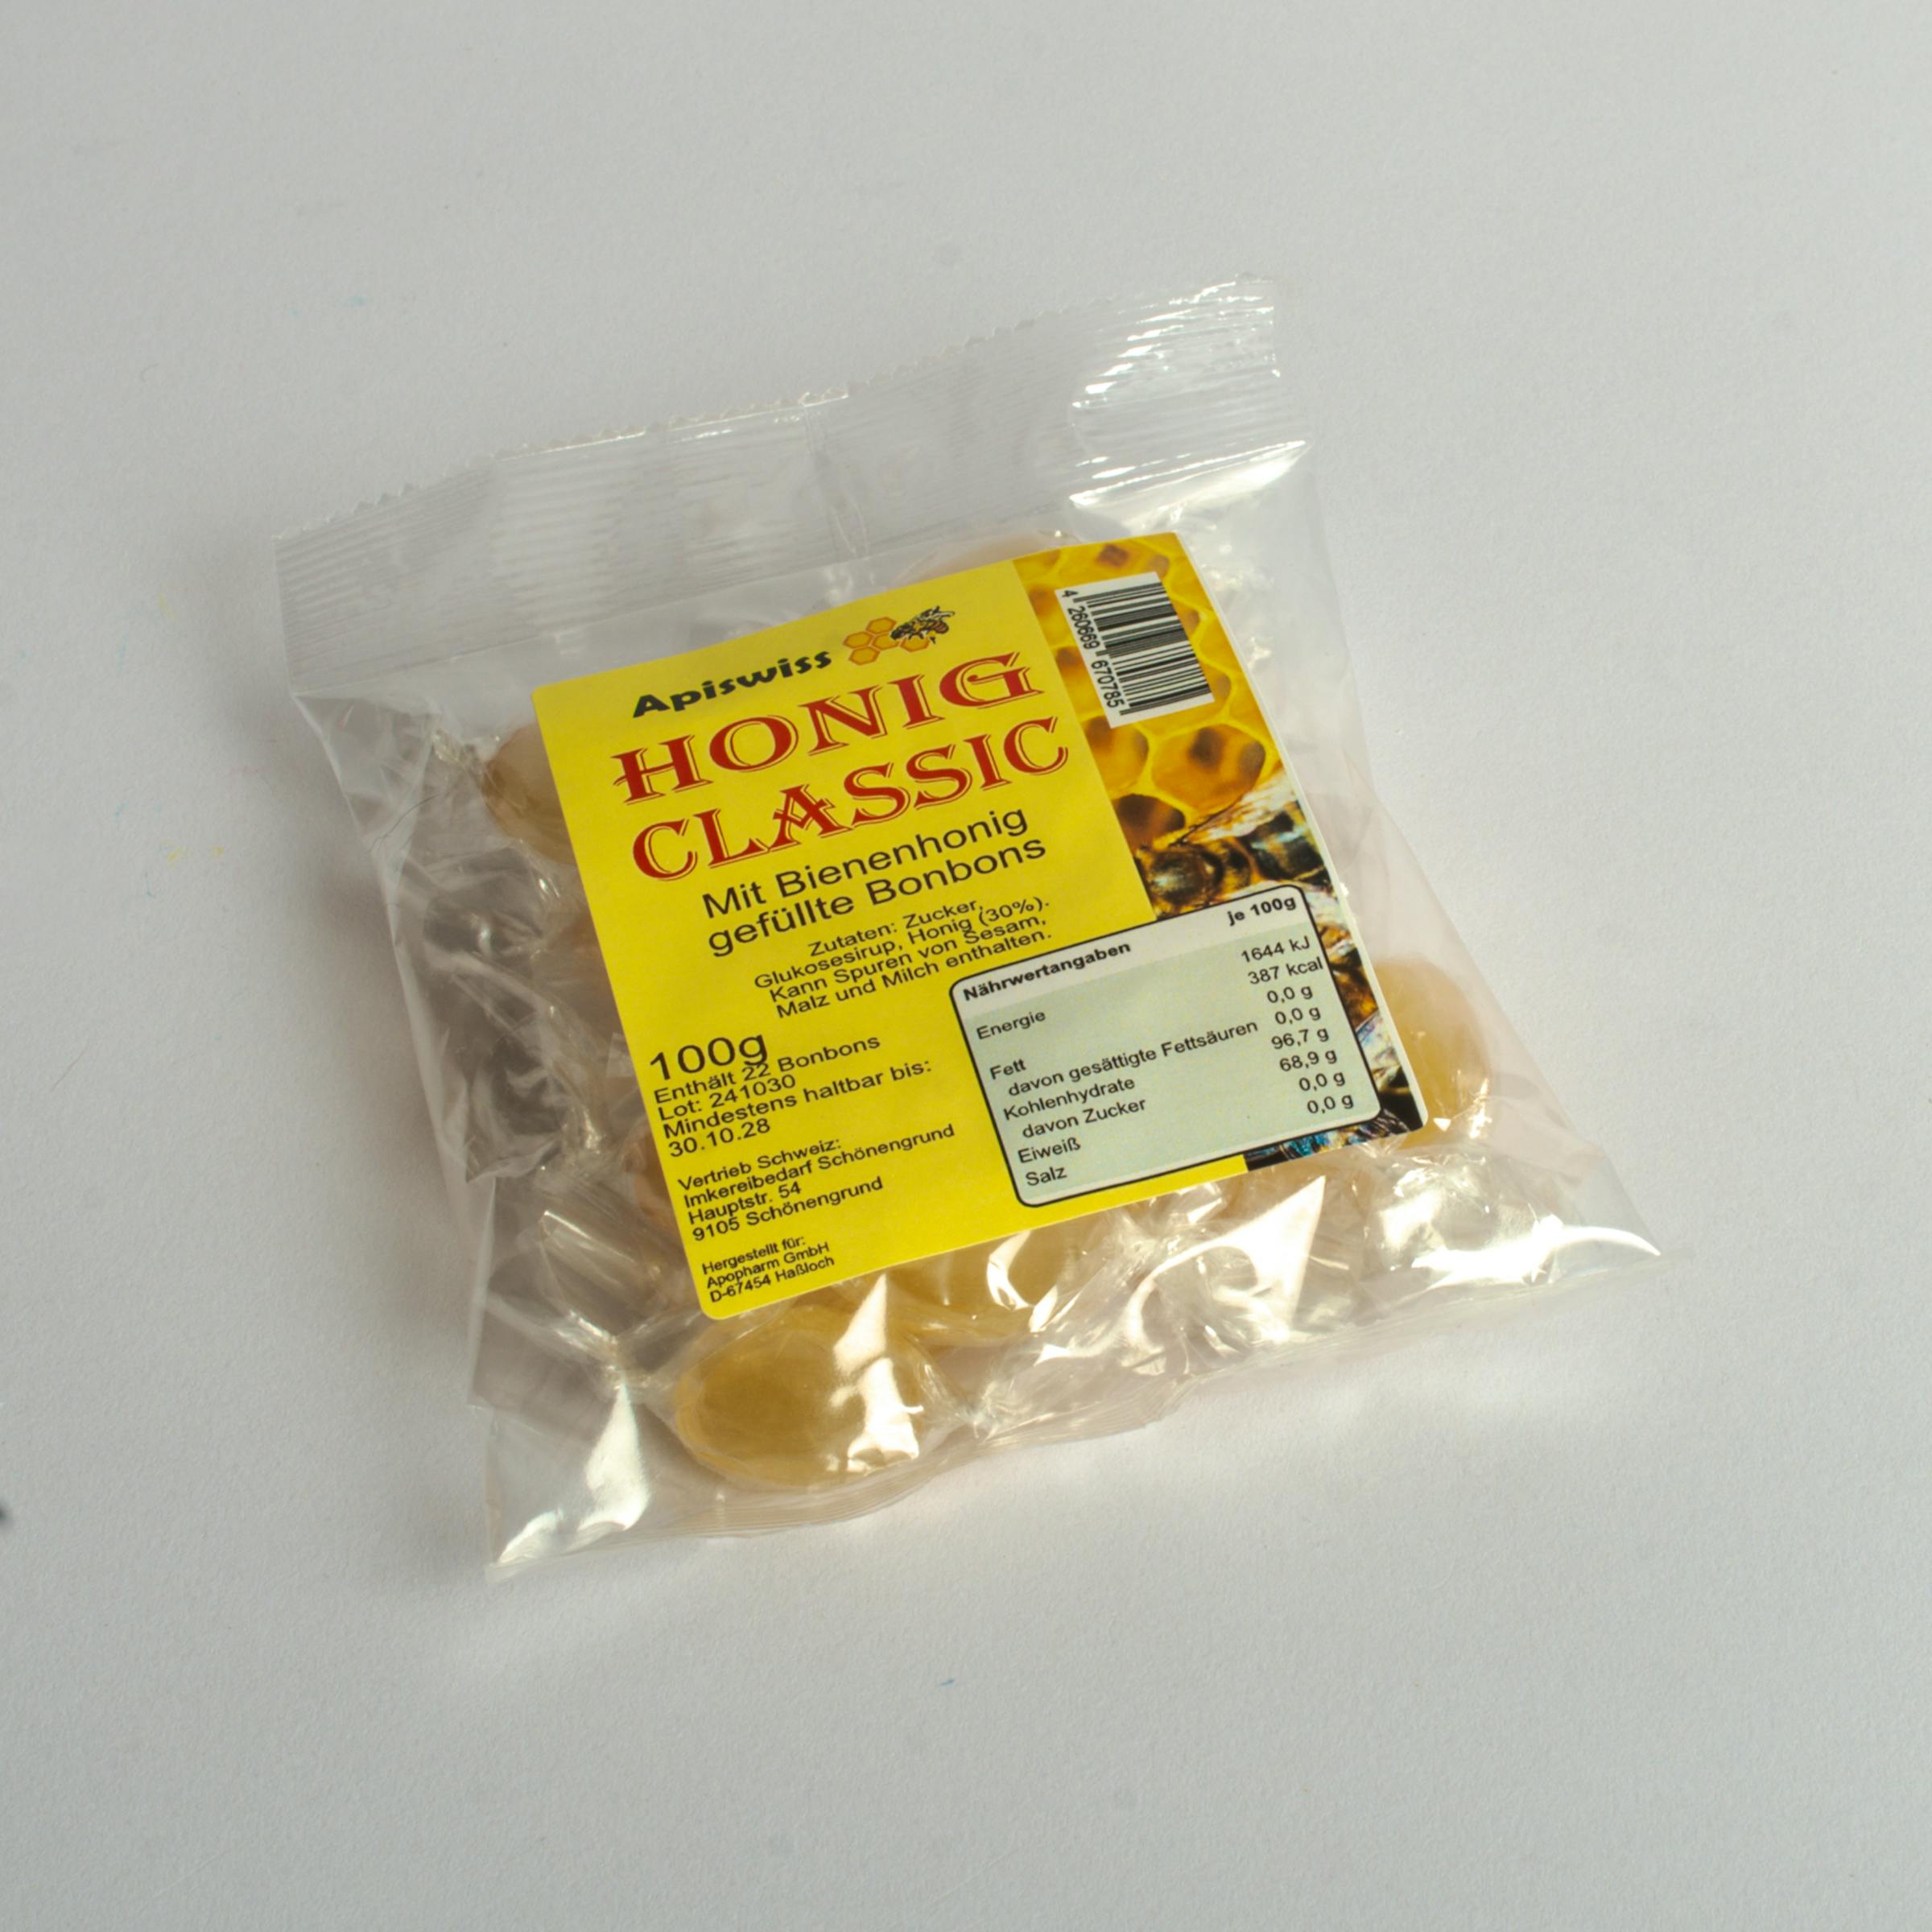 Apiswiss
HONIG
CLASSIC
Mit Bienenhonig
gefüllte Bonbons
Zutaten: Zucker,
Glukosesirup, Honig (30%).
Kann Spuren von Sesam,
Malz und Milch enthalten.
100g
Enthält 22 Bonbons
Lot: 241030
Mindestens haltbar bis:
30.10.28
Vertrieb Schweiz:
Imkereibedarf Schönengrund
Hauptstr. 54
9105 Schönengrund
Hergestellt für:
Apopharm GmbH
D-67454 Haßloch
4 260669 670785
Nährwertangaben je 100g
Energie 1644 kJ
387 kcal
Fett 0,0 g
davon gesättigte Fettsäuren 0,0 g
Kohlenhydrate 96,7 g
davon Zucker 68,9 g
Eiweiß 0,0 g
Salz 0,0 g